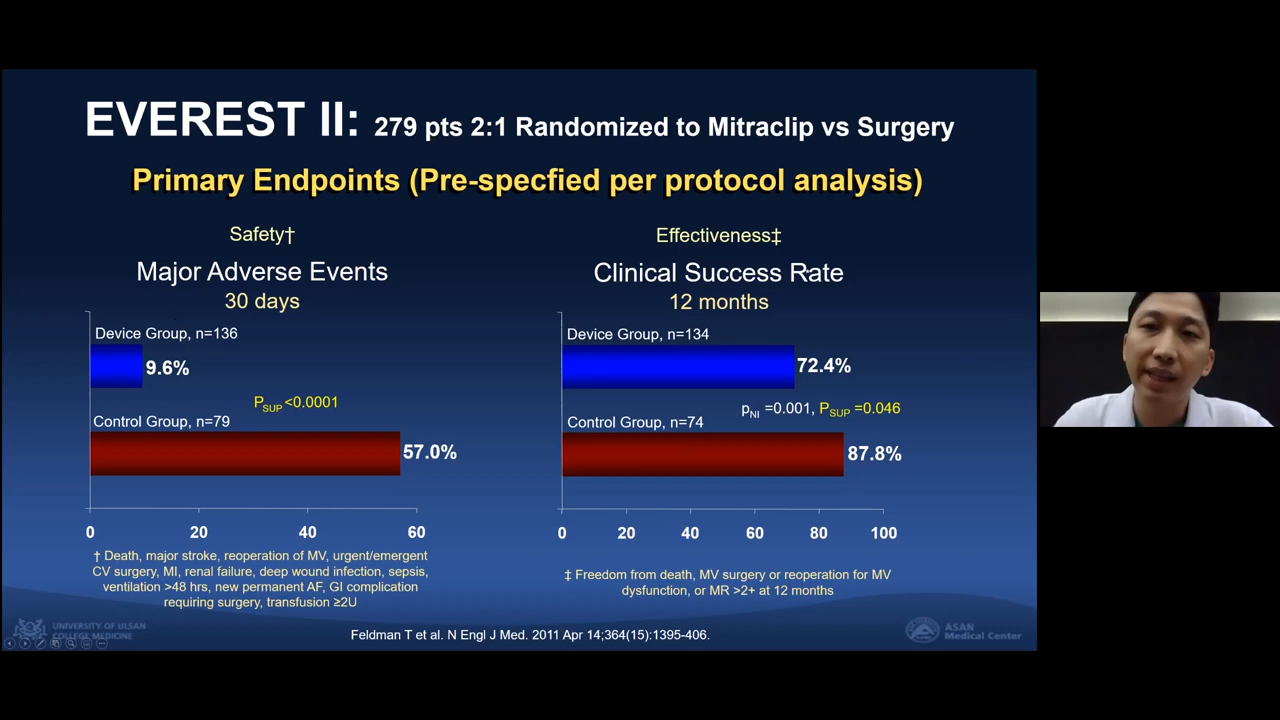 EVEREST II: 279 pts 2:1 Randomized to Mitraclip vs Surgery
Primary Endpoints (Pre-specfied per protocol analysis)
Safety†
Major Adverse Events
30 days
Device Group, n=136
9.6%
PSUP <0.0001
Control Group, n=79
57.0%
0 20 40 60
† Death, major stroke, reoperation of MV, urgent/emergent
CV surgery, MI, renal failure, deep wound infection, sepsis,
ventilation >48 hrs, new permanent AF, GI complication
requiring surgery, transfusion ≥2U
Effectiveness‡
Clinical Success Rate
12 months
Device Group, n=134
72.4%
pNI =0.001, PSUP =0.046
Control Group, n=74
87.8%
0 20 40 60 80 100
‡ Freedom from death, MV surgery or reoperation for MV
dysfunction, or MR >2+ at 12 months
Feldman T et al. N Engl J Med. 2011 Apr 14;364(15):1395-406.
UNIVERSITY OF ULSAN
COLLEGE MEDICINE
ASAN
Medical Center